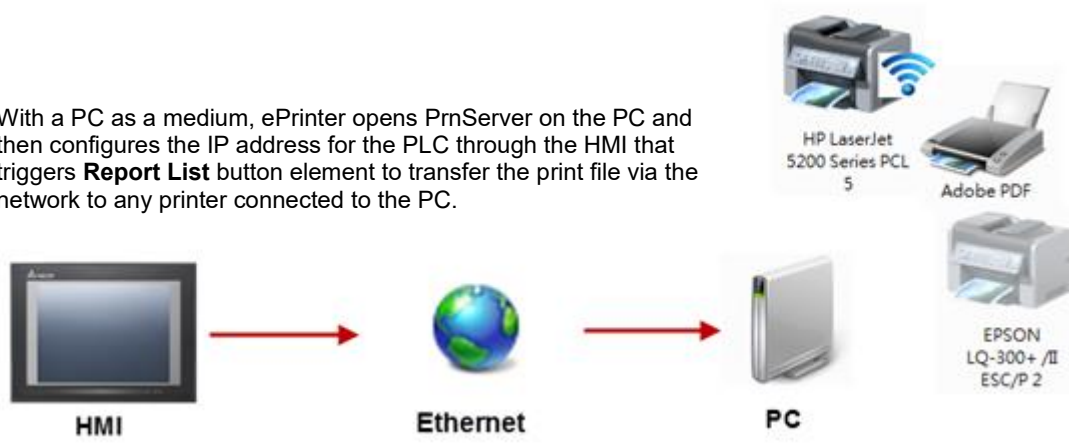 With a PC as a medium, ePrinter opens PrnServer on the PC and
then configures the IP address for the PLC through the HMI that
triggers Report List button element to transfer the print file via the
network to any printer connected to the PC.
HP LaserJet
5200 Series PCL
5
Adobe PDF
EPSON
LQ-300+ /II
ESC/P 2
HMI
Ethernet
PC